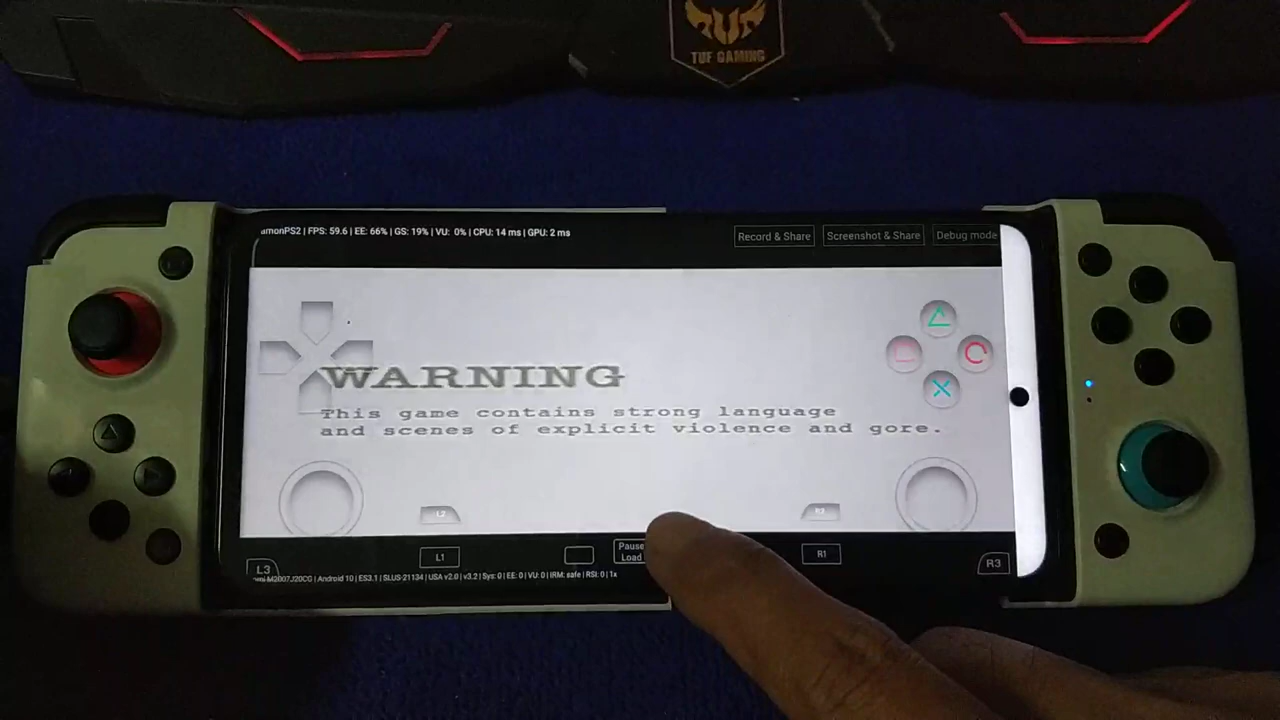 TUF GAMING
amonPS2 | FPS: 59.6 | EE: 66% | GS: 19% | VU: 0% | CPU: 14 ms | GPU: 2 ms
Record & Share
Screenshot & Share
Debug mode
WARNING
This game contains strong language
and scenes of explicit violence and gore.
L2
R2
L1
Pause
Load
R1
L3
R3
mi M2007J20CG | Android 10 | ES3.1 | SLUS-21134 | USA v2.0 | v3.2 | Sys: 0 | EE: 0 | VU: 0 | IRM: safe | RSI: 0 | 1x